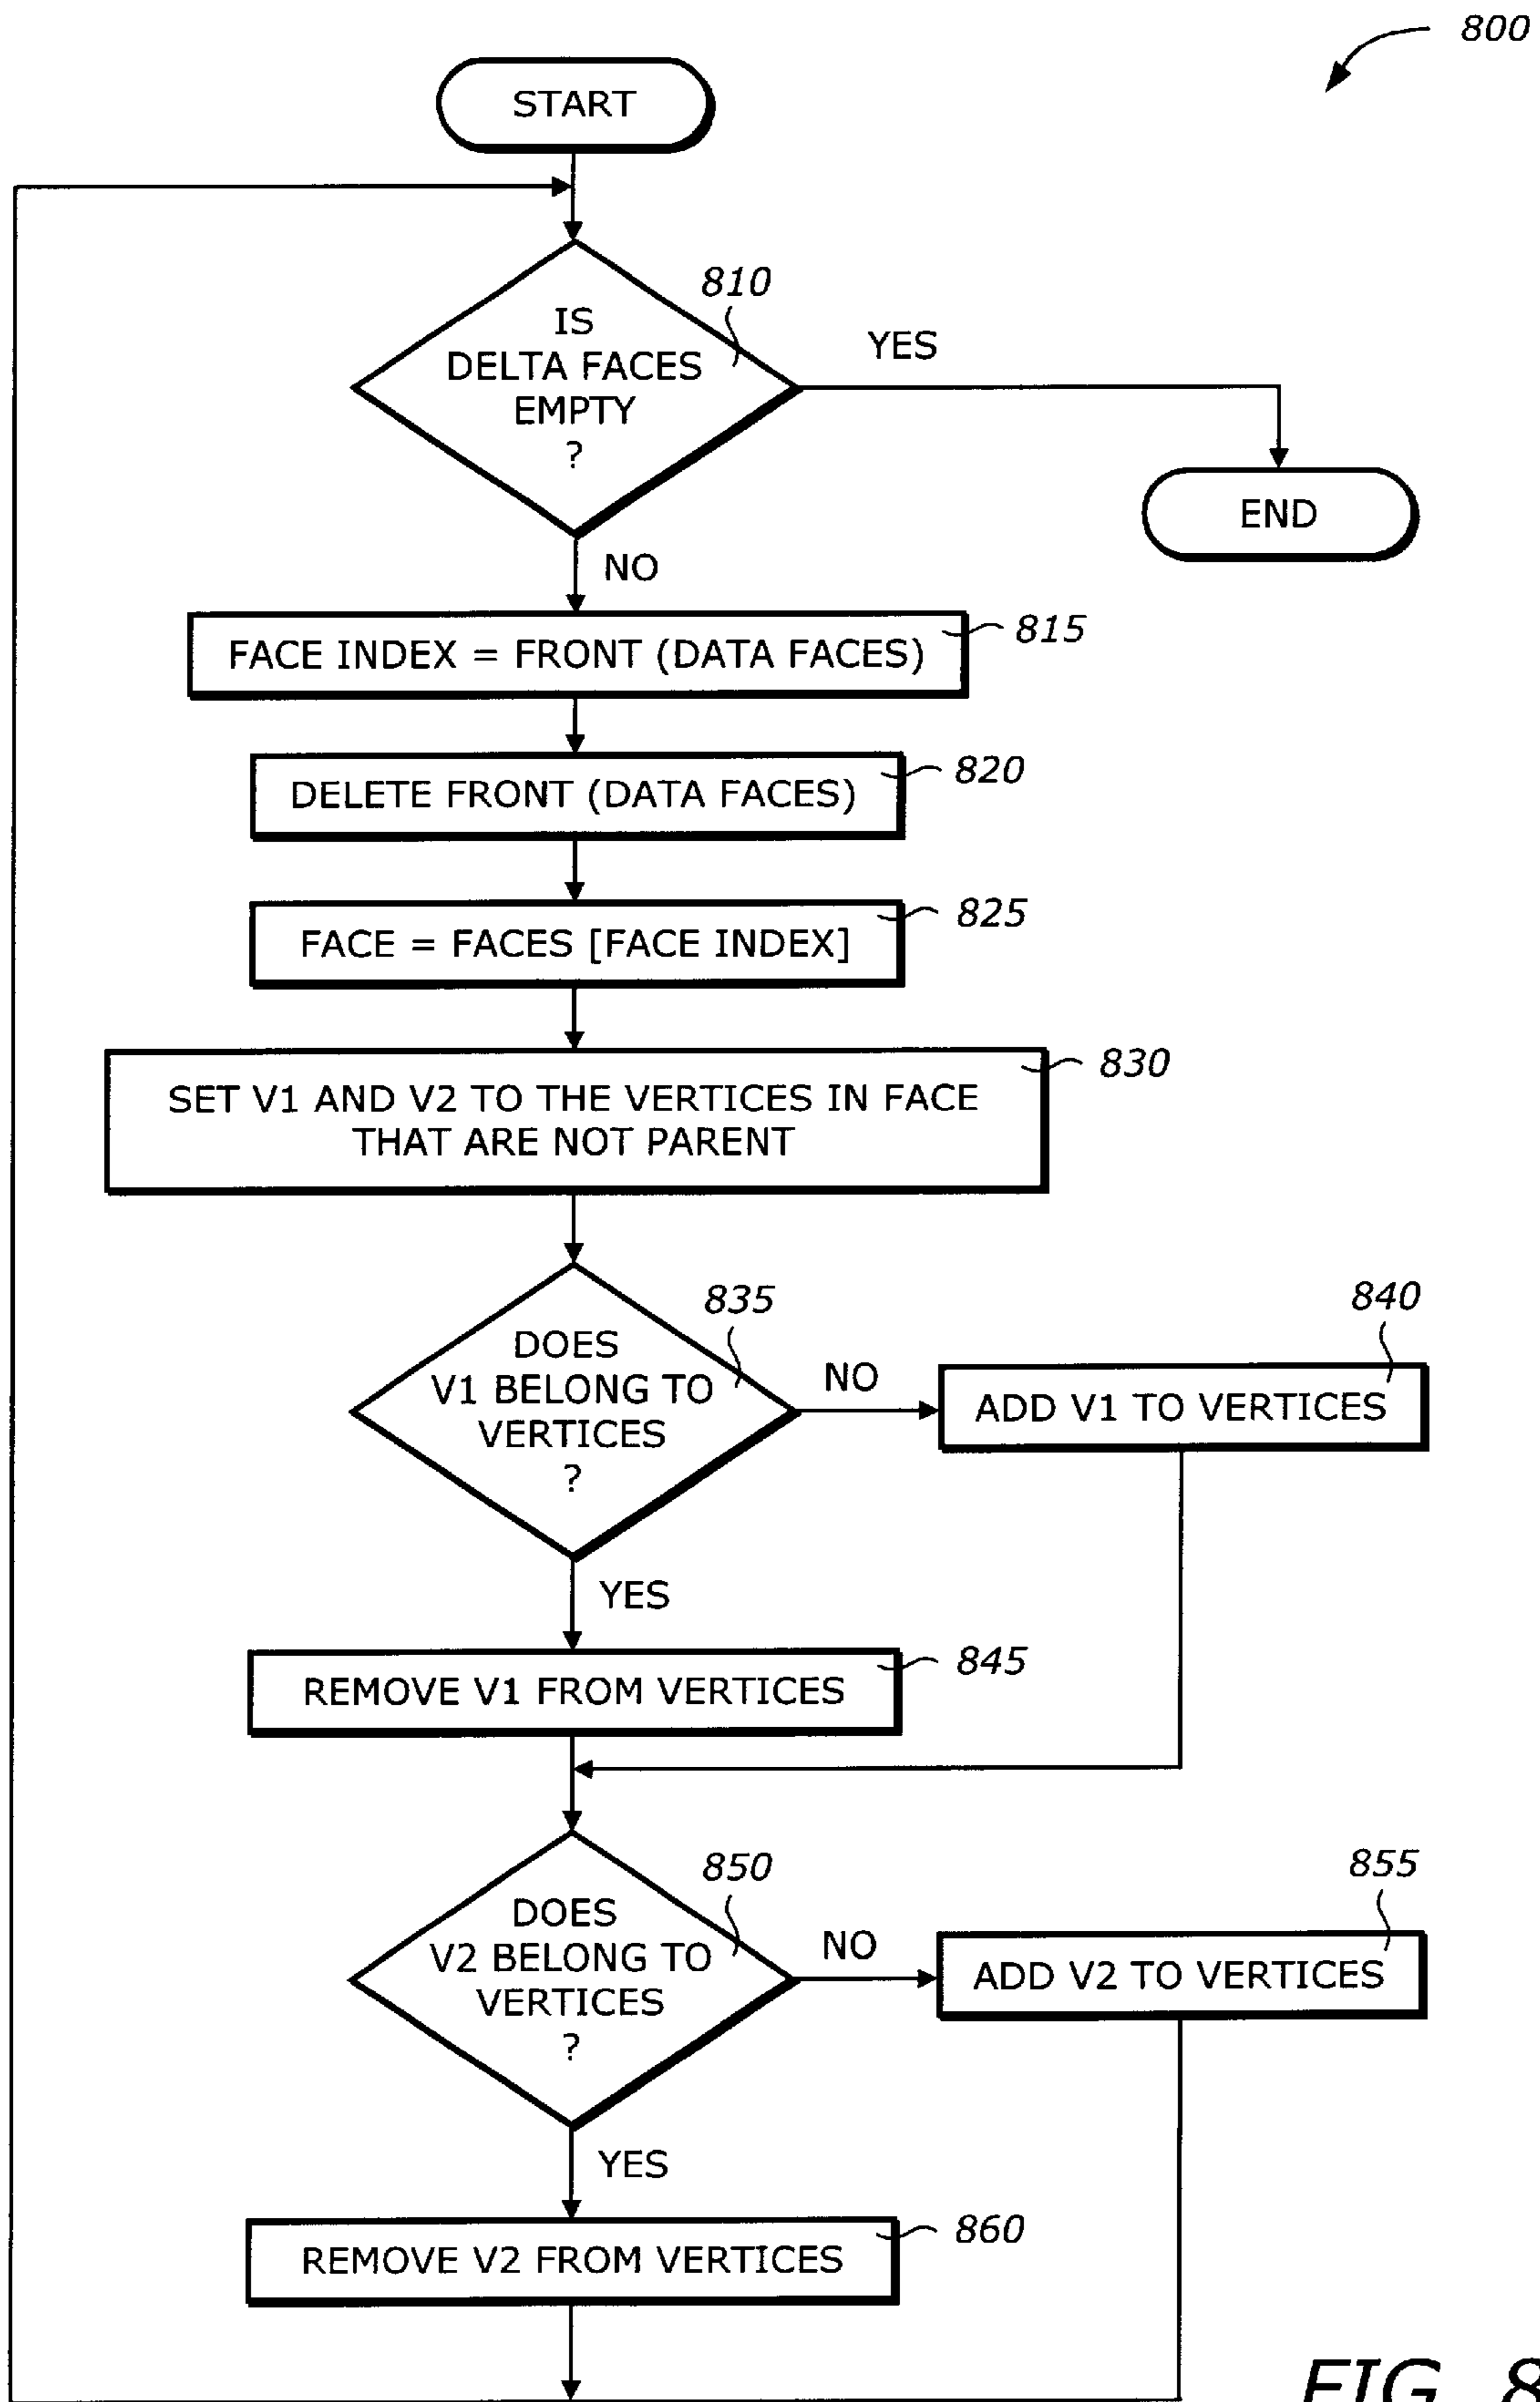 800
START
810
IS
DELTA FACES
EMPTY
?
YES
END
NO
FACE INDEX = FRONT (DATA FACES)
815
DELETE FRONT (DATA FACES)
820
FACE = FACES [FACE INDEX]
825
SET V1 AND V2 TO THE VERTICES IN FACE
THAT ARE NOT PARENT
830
835
DOES
V1 BELONG TO
VERTICES
?
NO
840
ADD V1 TO VERTICES
YES
REMOVE V1 FROM VERTICES
845
850
DOES
V2 BELONG TO
VERTICES
?
NO
855
ADD V2 TO VERTICES
YES
REMOVE V2 FROM VERTICES
860
FIG. 8